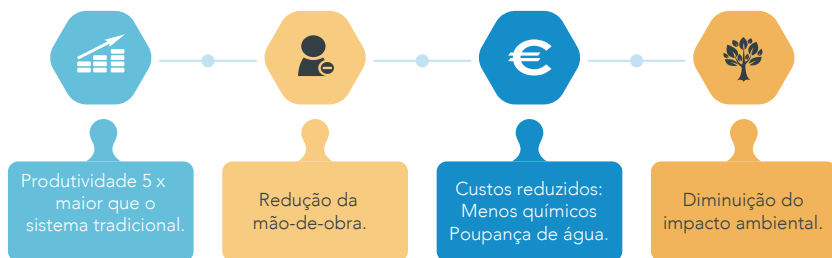 Produtividade 5 x
maior que o
sistema tradicional.
Redução da
mão-de-obra.
Custos reduzidos:
Menos químicos
Poupança de água.
Diminuição do
impacto ambiental.